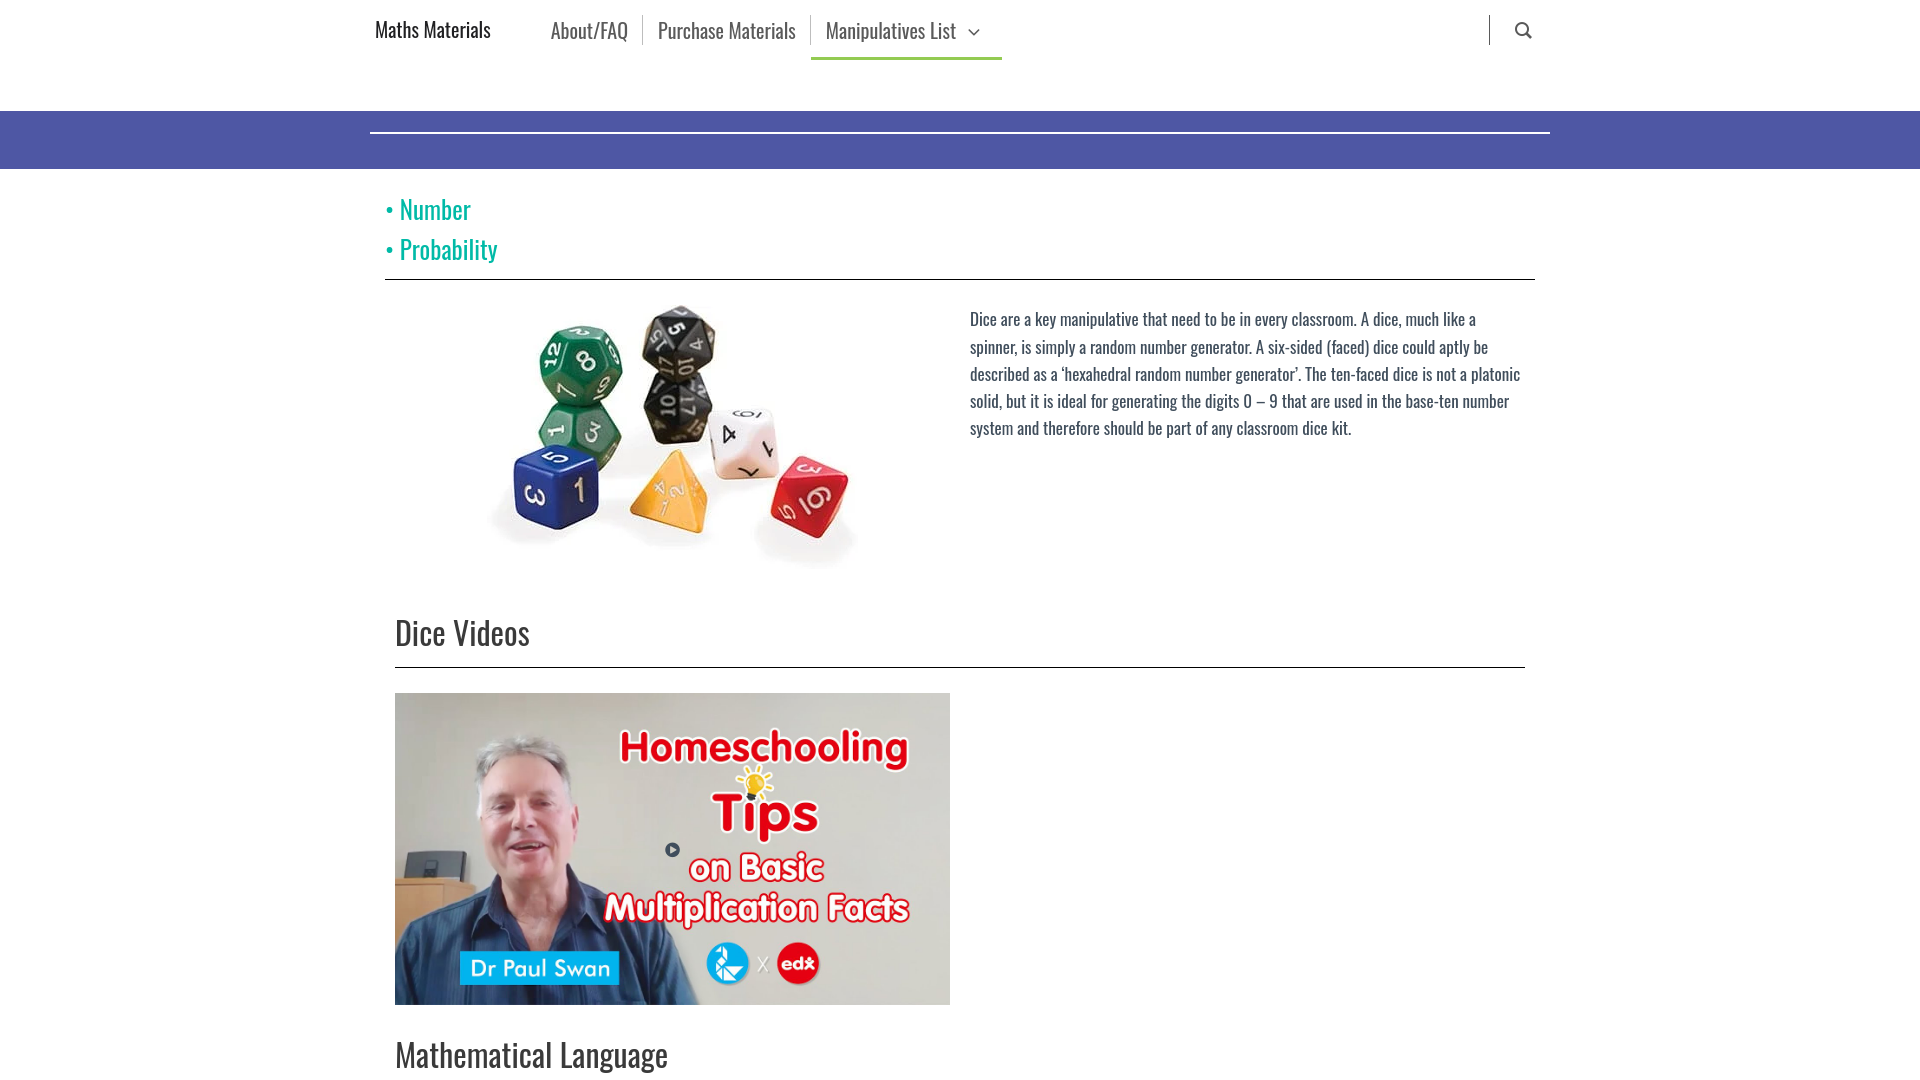 Maths Materials
About/FAQ
Purchase Materials
Manipulatives List
• Number
• Probability
Dice are a key manipulative that need to be in every classroom. A dice, much like a
spinner, is simply a random number generator. A six-sided (faced) dice could aptly be
described as a ‘hexahedral random number generator’. The ten-faced dice is not a platonic
solid, but it is ideal for generating the digits 0 – 9 that are used in the base-ten number
system and therefore should be part of any classroom dice kit.
Dice Videos
Homeschooling
Tips
on Basic
Multiplication Facts
Dr Paul Swan
X
edx
Mathematical Language